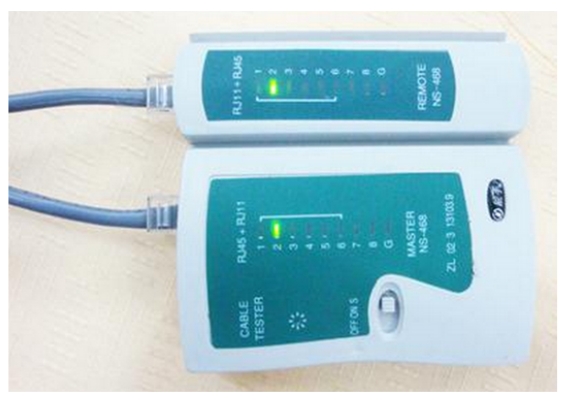 RJ11+RJ45
1 2 3 4 5 6 7 8 G
REMOTE
NS-468
RJ45+RJ11
1 2 3 4 5 6 7 8 G
MASTER
NS-468
ZL 02 3 13103.9
CABLE
TESTER
OFF ON S